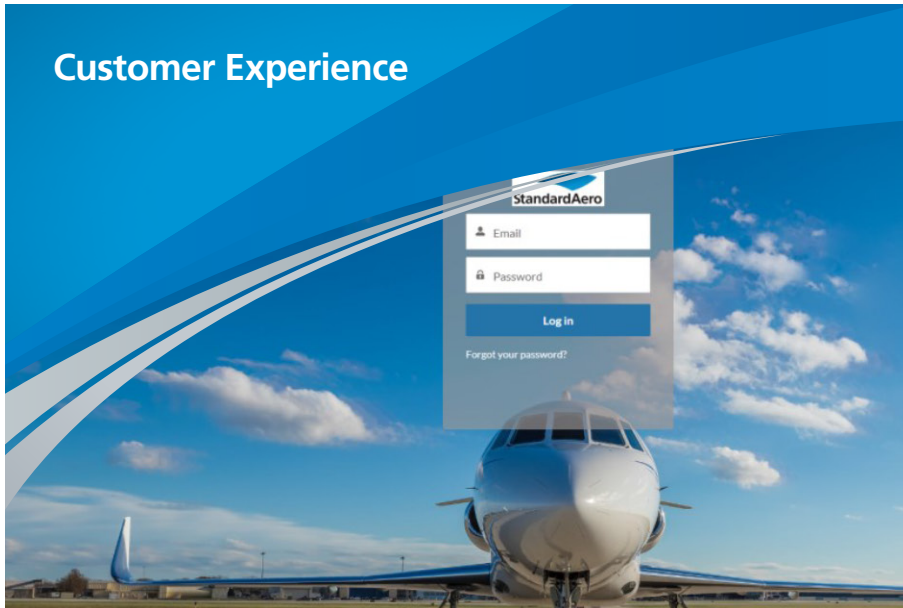 Customer Experience
StandardAero
Email
Password
Log in
Forgot your password?